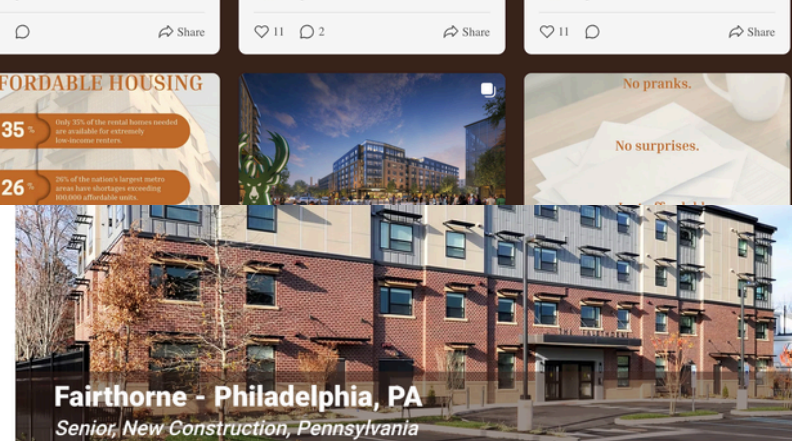 Share
11
2
Share
11
Share
FORDABLE HOUSING
35 %
Only 35% of the rental homes needed
are available for extremely
low-income renters.
26 %
26% of the nation's largest metro
areas have shortages exceeding
100,000 affordable units.
No pranks.
No surprises.
Fairthorne - Philadelphia, PA
Senior, New Construction, Pennsylvania